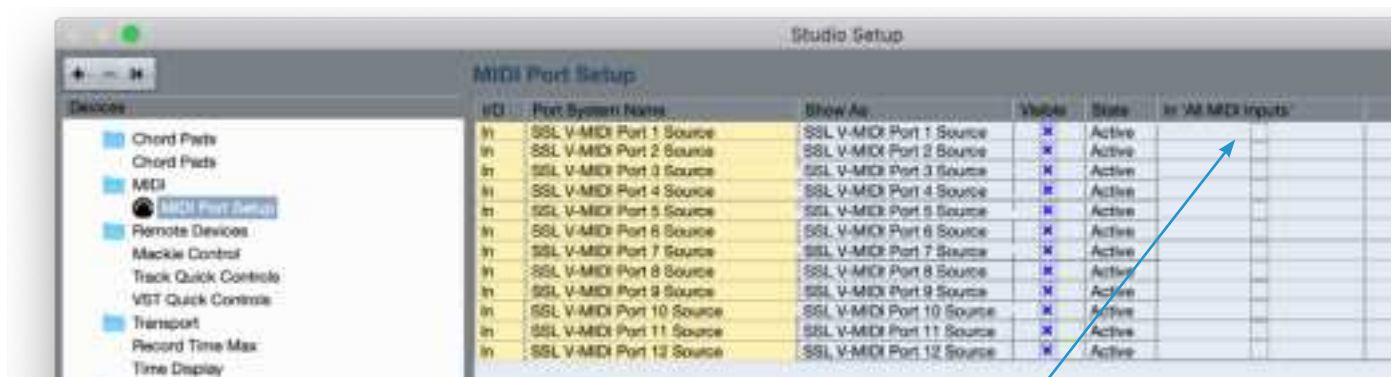 Studio Setup
+ -
MIDI Port Setup
Devices
I/O Port System Name Show As Visible State In 'All MIDI Inputs'
Chord Pads
Chord Pads
MIDI
MIDI Port Setup
Remote Devices
Mackie Control
Track Quick Controls
VST Quick Controls
Transport
Record Time Max
Time Display
In SSL V-MIDI Port 1 Source SSL V-MIDI Port 1 Source Active
In SSL V-MIDI Port 2 Source SSL V-MIDI Port 2 Source Active
In SSL V-MIDI Port 3 Source SSL V-MIDI Port 3 Source Active
In SSL V-MIDI Port 4 Source SSL V-MIDI Port 4 Source Active
In SSL V-MIDI Port 5 Source SSL V-MIDI Port 5 Source Active
In SSL V-MIDI Port 6 Source SSL V-MIDI Port 6 Source Active
In SSL V-MIDI Port 7 Source SSL V-MIDI Port 7 Source Active
In SSL V-MIDI Port 8 Source SSL V-MIDI Port 8 Source Active
In SSL V-MIDI Port 9 Source SSL V-MIDI Port 9 Source Active
In SSL V-MIDI Port 10 Source SSL V-MIDI Port 10 Source Active
In SSL V-MIDI Port 11 Source SSL V-MIDI Port 11 Source Active
In SSL V-MIDI Port 12 Source SSL V-MIDI Port 12 Source Active